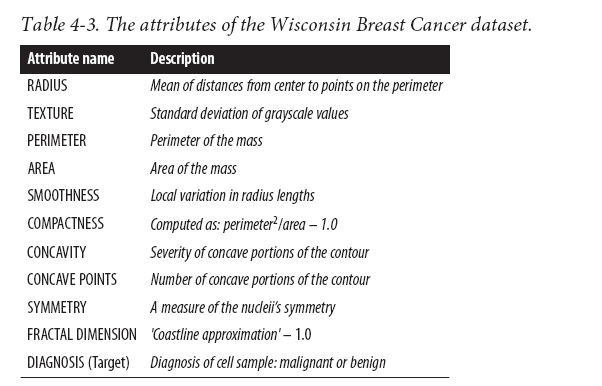 Table 4-3. The attributes of the Wisconsin Breast Cancer dataset.
Attribute name Description
RADIUS Mean of distances from center to points on the perimeter
TEXTURE Standard deviation of grayscale values
PERIMETER Perimeter of the mass
AREA Area of the mass
SMOOTHNESS Local variation in radius lengths
COMPACTNESS Computed as: perimeter²/area – 1.0
CONCAVITY Severity of concave portions of the contour
CONCAVE POINTS Number of concave portions of the contour
SYMMETRY A measure of the nucleii's symmetry
FRACTAL DIMENSION 'Coastline approximation' – 1.0
DIAGNOSIS (Target) Diagnosis of cell sample: malignant or benign